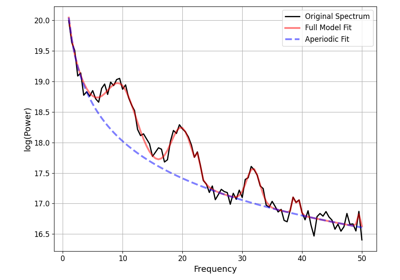 Original Spectrum
Full Model Fit
Aperiodic Fit
log(Power)
20.0
19.5
19.0
18.5
18.0
17.5
17.0
16.5
0 10 20 30 40 50
Frequency